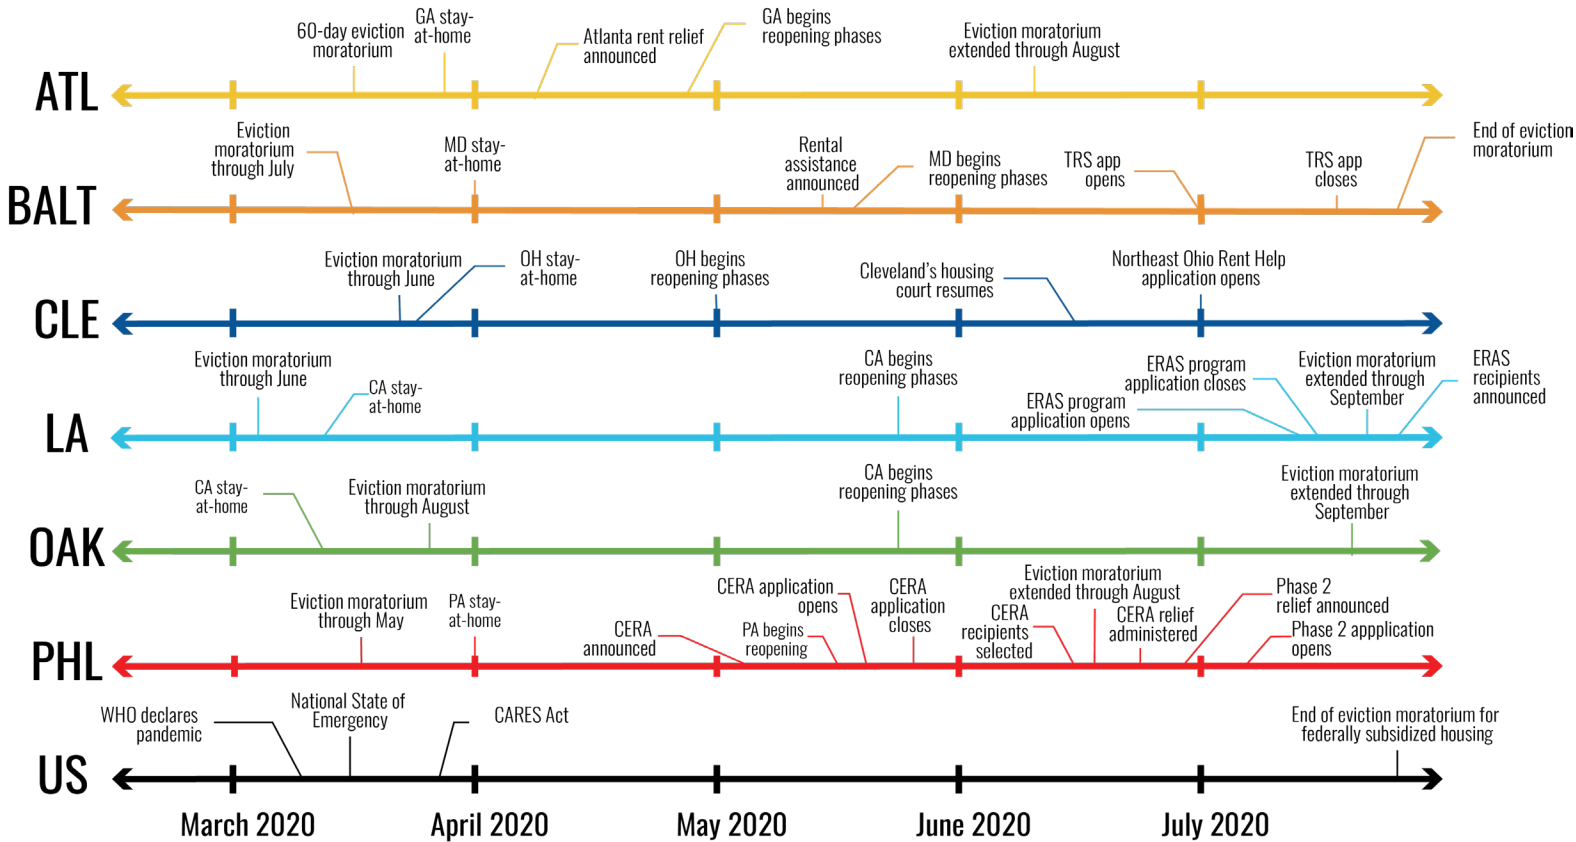 60-day eviction
moratorium
GA stay-
at-home
Atlanta rent relief
announced
GA begins
reopening phases
Eviction moratorium
extended through August
ATL
Eviction
moratorium
through July
MD stay-
at-home
Rental
assistance
announced
MD begins
reopening phases
TRS app
opens
TRS app
closes
End of eviction
moratorium
BALT
Eviction moratorium
through June
OH stay-
at-home
OH begins
reopening phases
Cleveland's housing
court resumes
Northeast Ohio Rent Help
application opens
CLE
Eviction moratorium
through June
CA stay-
at-home
CA begins
reopening phases
ERAS program
application opens
ERAS program
application closes
Eviction moratorium
extended through
September
ERAS
recipients
announced
LA
CA stay-
at-home
Eviction moratorium
through August
CA begins
reopening phases
Eviction moratorium
extended through
September
OAK
Eviction moratorium
through May
PA stay-
at-home
CERA
announced
PA begins
reopening
CERA application
opens
CERA
application
closes
CERA
recipients
selected
Eviction moratorium
extended through August
CERA relief
administered
Phase 2
relief announced
Phase 2 appplication
opens
PHL
WHO declares
pandemic
National State of
Emergency
CARES Act
End of eviction moratorium for
federally subsidized housing
US
March 2020
April 2020
May 2020
June 2020
July 2020